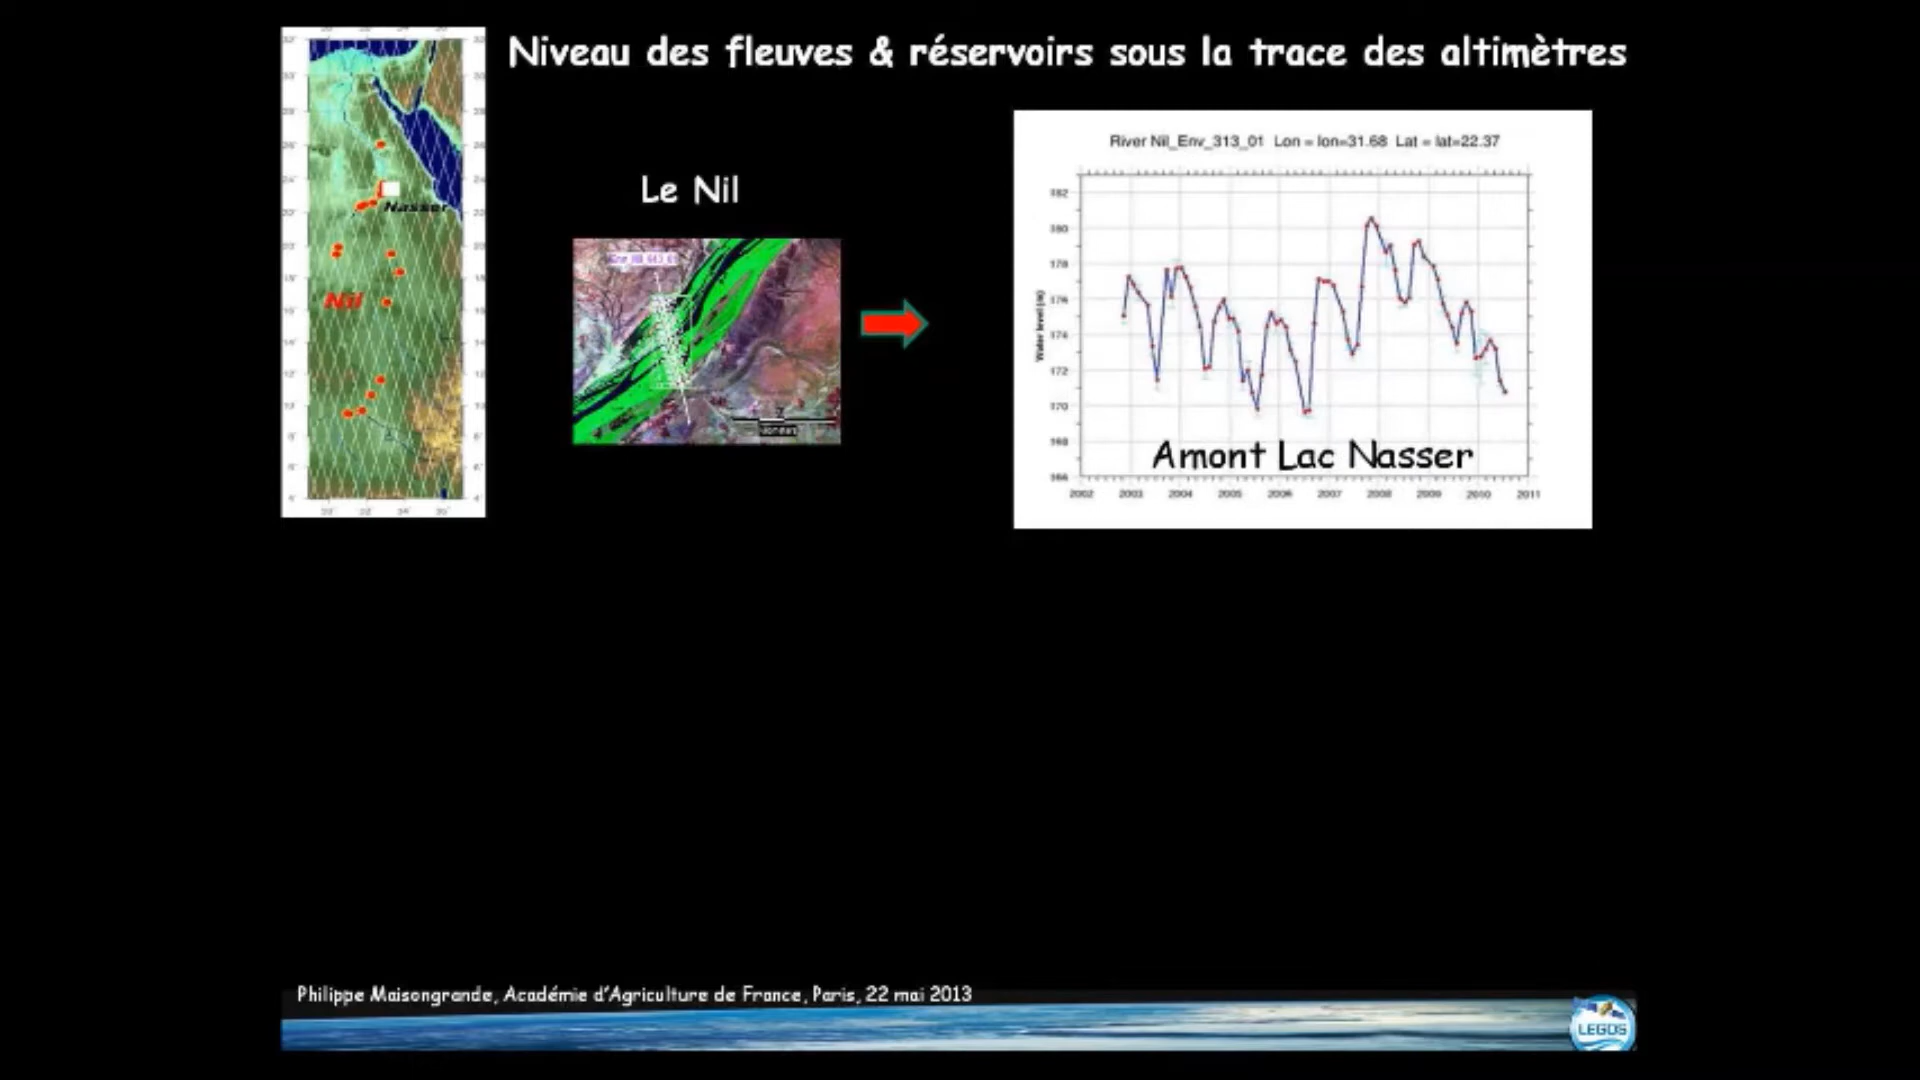 Niveau des fleuves & réservoirs sous la trace des altimètres
Nasser
Nil
Le Nil
River Nil_Env_313_01 Lon = lon=31.68 Lat = lat=22.37
Water level (m)
182
180
178
176
174
172
170
168
166
2002 2003 2004 2005 2006 2007 2008 2009 2010 2011
Amont Lac Nasser
Philippe Maisongrande, Académie d'Agriculture de France, Paris, 22 mai 2013
LEGOS